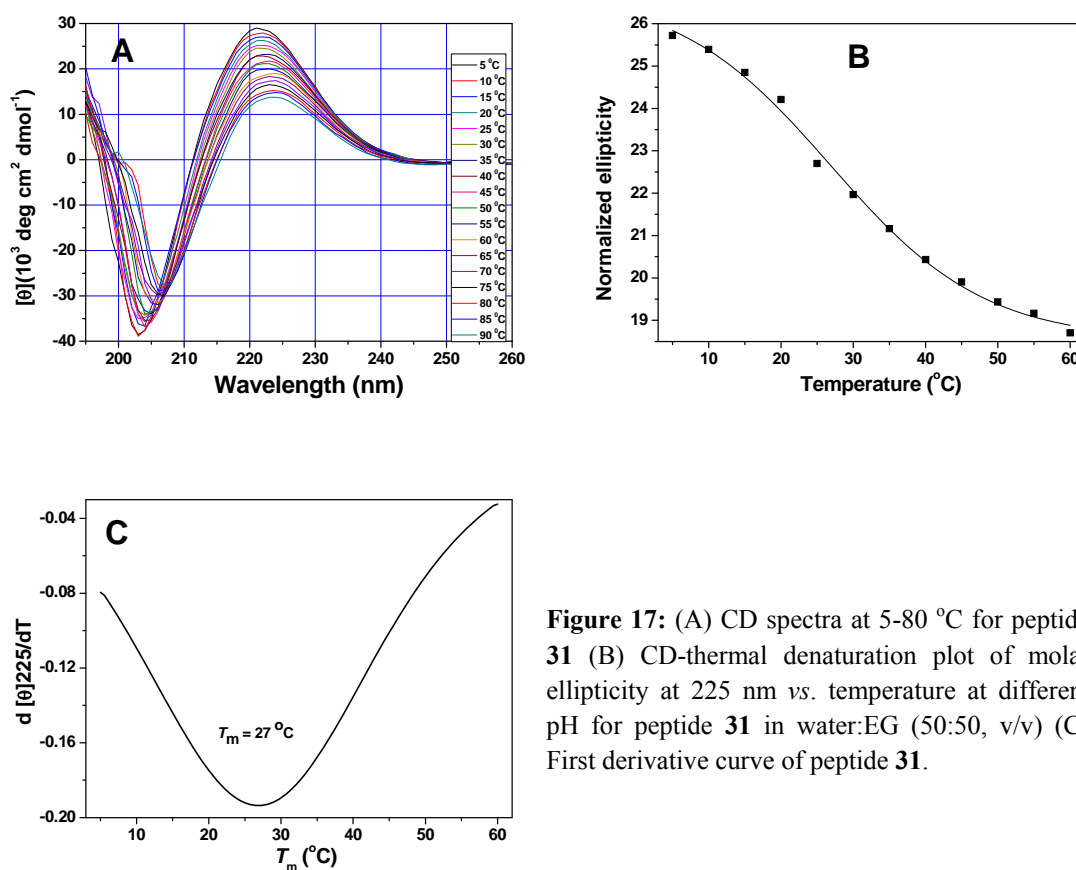 A
30
20
10
0
-10
-20
-30
-40
[θ](10³ deg cm² dmol⁻¹)
200 210 220 230 240 250 260
Wavelength (nm)
5 °C
10 °C
15 °C
20 °C
25 °C
30 °C
35 °C
40 °C
45 °C
50 °C
55 °C
60 °C
65 °C
70 °C
75 °C
80 °C
85 °C
90 °C
B
26
25
24
23
22
21
20
19
Normalized ellipticity
10 20 30 40 50 60
Temperature (°C)
C
-0.04
-0.08
-0.12
-0.16
-0.20
d [θ]225/dT
Tm = 27 °C
10 20 30 40 50 60
Tm (°C)
Figure 17: (A) CD spectra at 5-80 °C for peptid
31 (B) CD-thermal denaturation plot of mola
ellipticity at 225 nm vs. temperature at differen
pH for peptide 31 in water:EG (50:50, v/v) (C
First derivative curve of peptide 31.